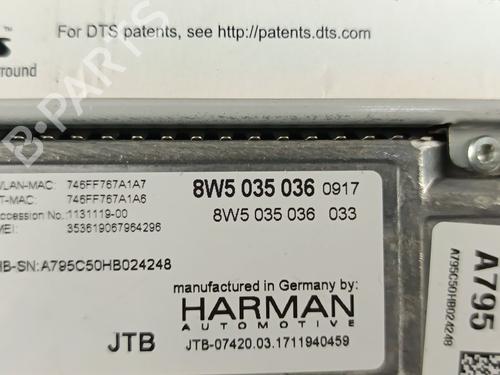 For DTS patents, see http://patents.dts.com.
round
WLAN-MAC: 746FF767A1A7
T-MAC: 746FF767A1A6
ccession No.: 1131119-00
MEI: 353619067964296
8W5 035 036 0917
8W5 035 036 033
HB-SN:A795C50HB024248
manufactured in Germany by:
HARMAN
AUTOMOTIVE
JTB
JTB-07420.03.1711940459
A795C50HB024248
A795
B-PARTS